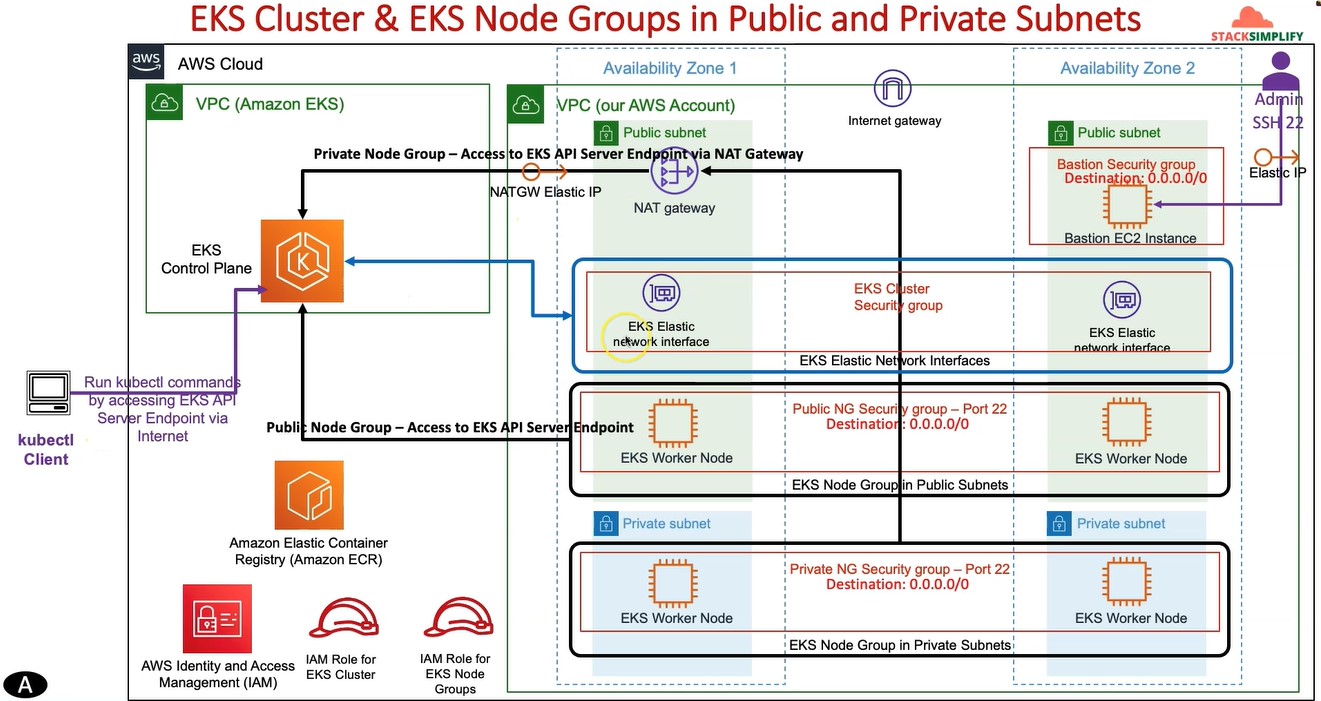 EKS Cluster & EKS Node Groups in Public and Private Subnets
STACKSIMPLIFY
aws
AWS Cloud
Availability Zone 1
Availability Zone 2
Admin
SSH 22
VPC (Amazon EKS)
VPC (our AWS Account)
Internet gateway
Public subnet
Public subnet
Private Node Group – Access to EKS API Server Endpoint via NAT Gateway
Bastion Security group
Destination: 0.0.0.0/0
Elastic IP
NATGW Elastic IP
NAT gateway
Bastion EC2 Instance
EKS
Control Plane
K
EKS Cluster
Security group
EKS Elastic
network interface
EKS Elastic
network interface
EKS Elastic Network Interfaces
Run kubectl commands
by accessing EKS API
Server Endpoint via
Internet
kubectl
Client
Public Node Group – Access to EKS API Server Endpoint
Public NG Security group – Port 22
Destination: 0.0.0.0/0
EKS Worker Node
EKS Worker Node
EKS Node Group in Public Subnets
Private subnet
Private subnet
Amazon Elastic Container
Registry (Amazon ECR)
Private NG Security group – Port 22
Destination: 0.0.0.0/0
EKS Worker Node
EKS Worker Node
EKS Node Group in Private Subnets
AWS Identity and Access
Management (IAM)
IAM Role for
EKS Cluster
IAM Role for
EKS Node
Groups
A